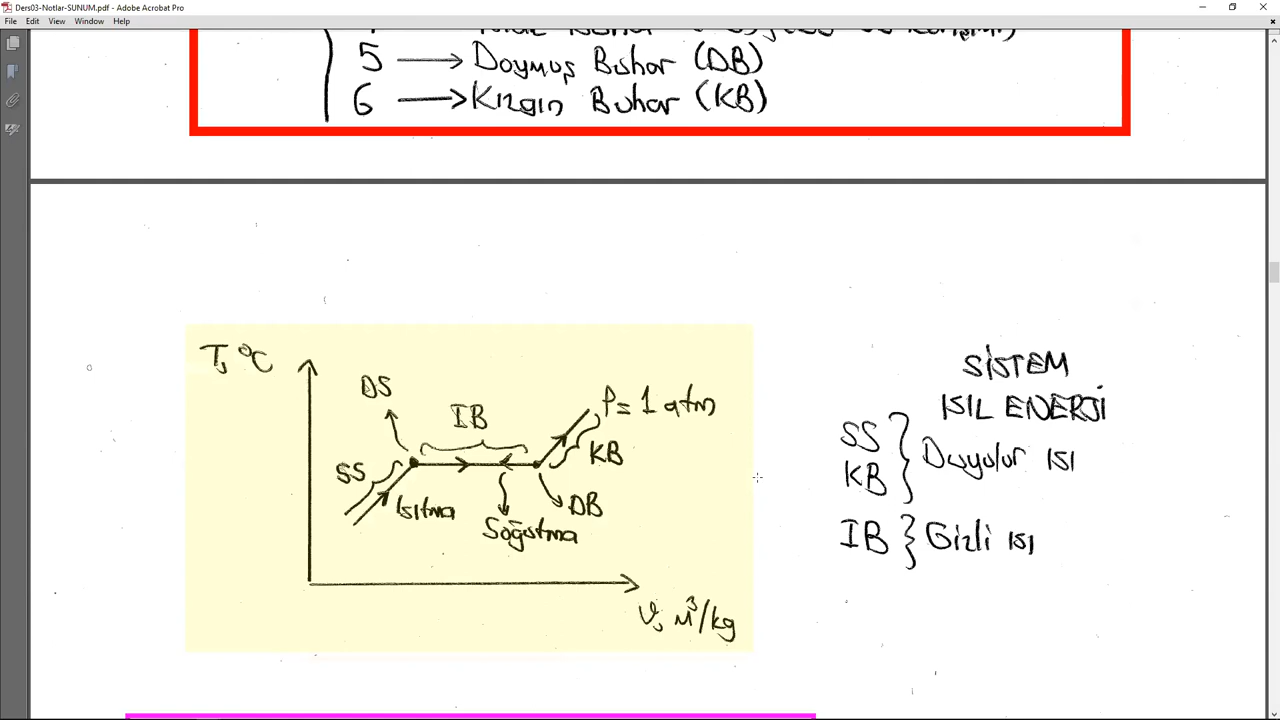 Ders03-Notlar-SUNUM.pdf - Adobe Acrobat Pro
File Edit View Window Help
5 → Doymuş Buhar (DB)
6 → Kızgın Buhar (KB)
T, °C
DS
IB
P = 1 atm
SS
KB
Isıtma
DB
Soğutma
v, m³/kg
SİSTEM
ISIL ENERJİ
SS
KB } Duyulur ısı
IB } Gizli ısı